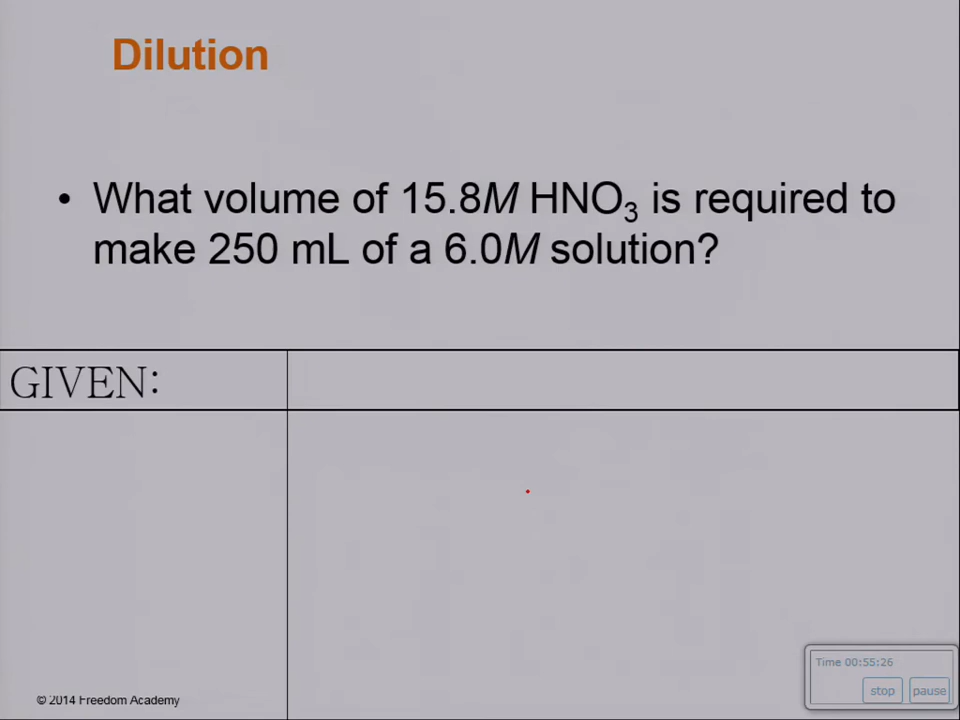 Dilution
• What volume of 15.8M HNO₃ is required to
make 250 mL of a 6.0M solution?
GIVEN:
Time 00:55:26
stop pause
© 2014 Freedom Academy